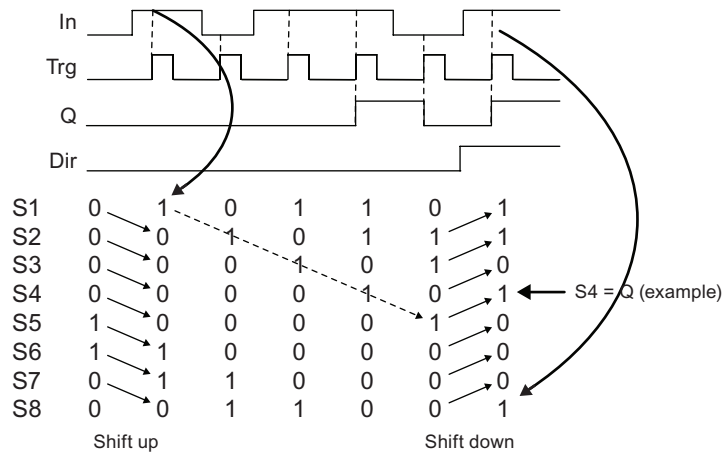 In
Trg
Q
Dir
S1 0 1 0 1 1 0 1
S2 0 0 1 0 1 1 1
S3 0 0 0 1 0 1 0
S4 0 0 0 0 1 0 1 S4 = Q (example)
S5 1 0 0 0 0 1 0
S6 1 1 0 0 0 0 0
S7 0 1 1 0 0 0 0
S8 0 0 1 1 0 0 1
Shift up Shift down